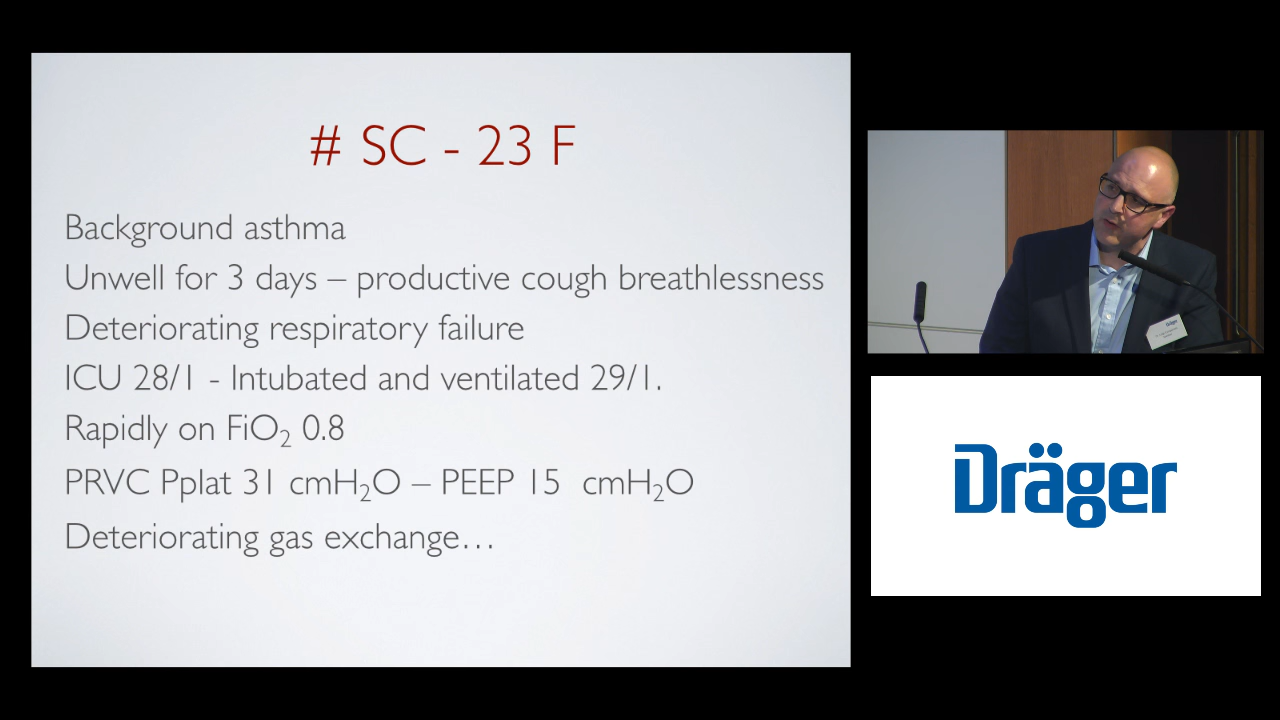 # SC - 23 F
Background asthma
Unwell for 3 days – productive cough breathlessness
Deteriorating respiratory failure
ICU 28/1 - Intubated and ventilated 29/1.
Rapidly on FiO₂ 0.8
PRVC Pplat 31 cmH₂O – PEEP 15 cmH₂O
Deteriorating gas exchange…
Dräger
Dräger